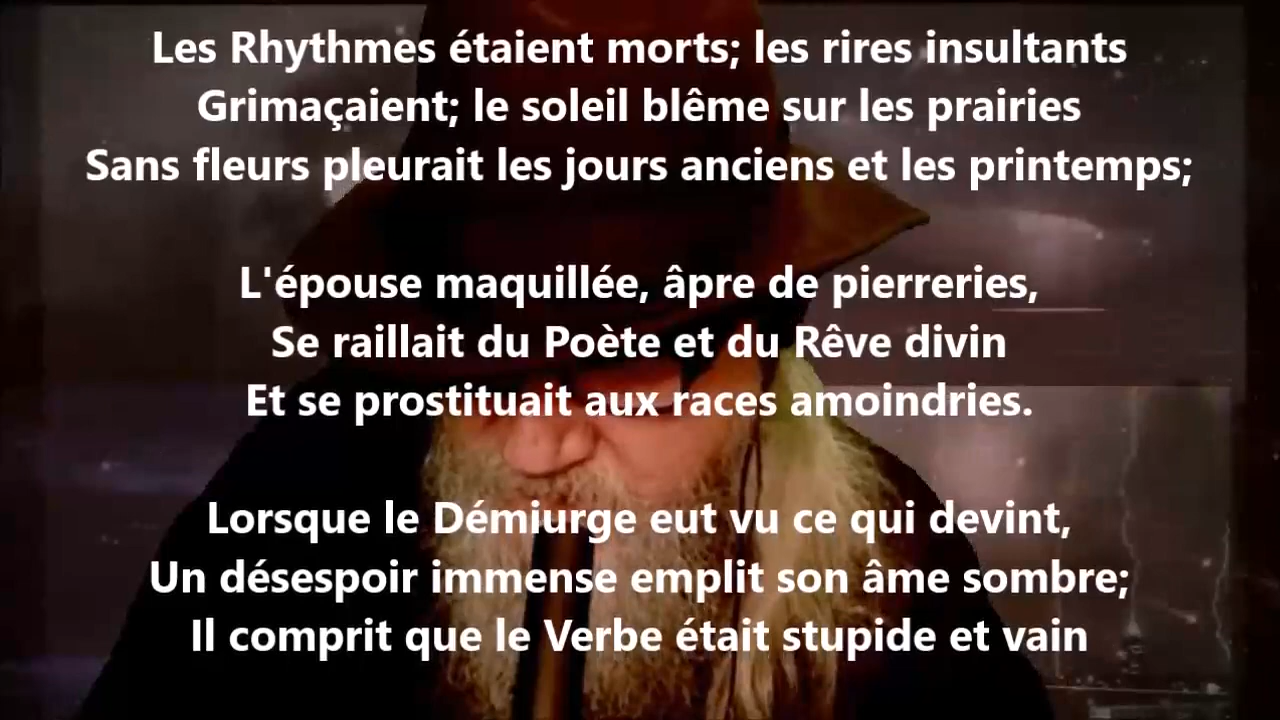 Les Rhythmes étaient morts; les rires insultants
Grimaçaient; le soleil blême sur les prairies
Sans fleurs pleurait les jours anciens et les printemps;
L'épouse maquillée, âpre de pierreries,
Se raillait du Poète et du Rêve divin
Et se prostituait aux races amoindries.
Lorsque le Démiurge eut vu ce qui devint,
Un désespoir immense emplit son âme sombre;
Il comprit que le Verbe était stupide et vain